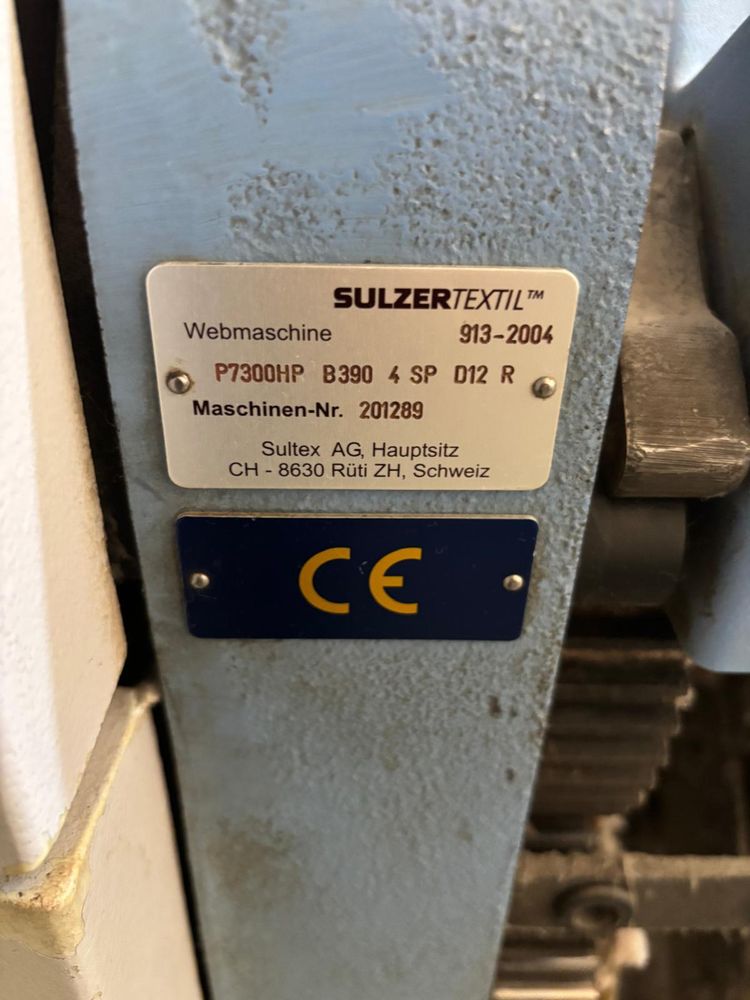 SULZERTEXTIL™
Webmaschine 913-2004
P7300HP B390 4 SP D12 R
Maschinen-Nr. 201289
Sultex AG, Hauptsitz
CH - 8630 Rüti ZH, Schweiz
CE